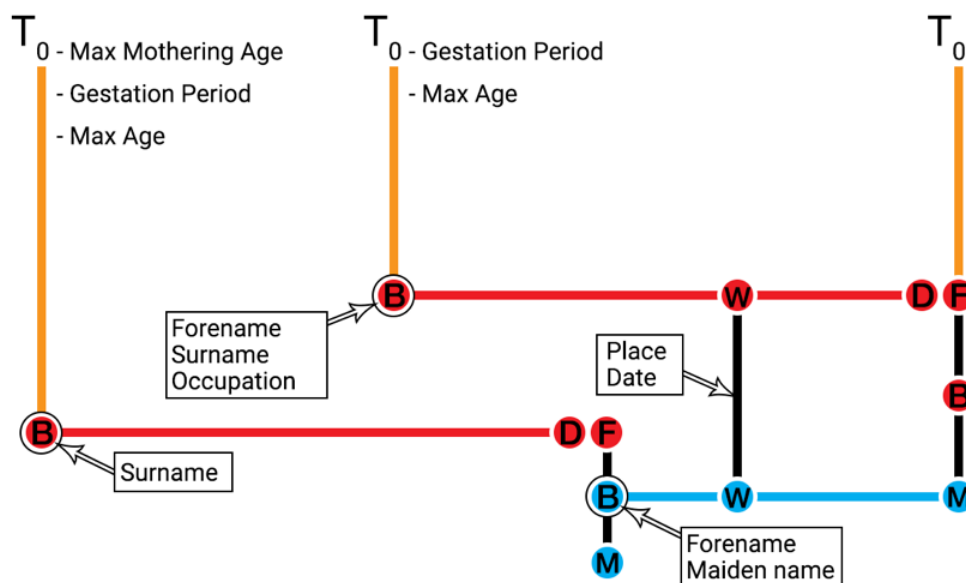 T0 - Max Mothering Age
- Gestation Period
- Max Age
T0 - Gestation Period
- Max Age
T0
B
W
D
F
Forename
Surname
Occupation
Place
Date
B
B
D
F
Surname
B
W
M
Forename
Maiden name
M